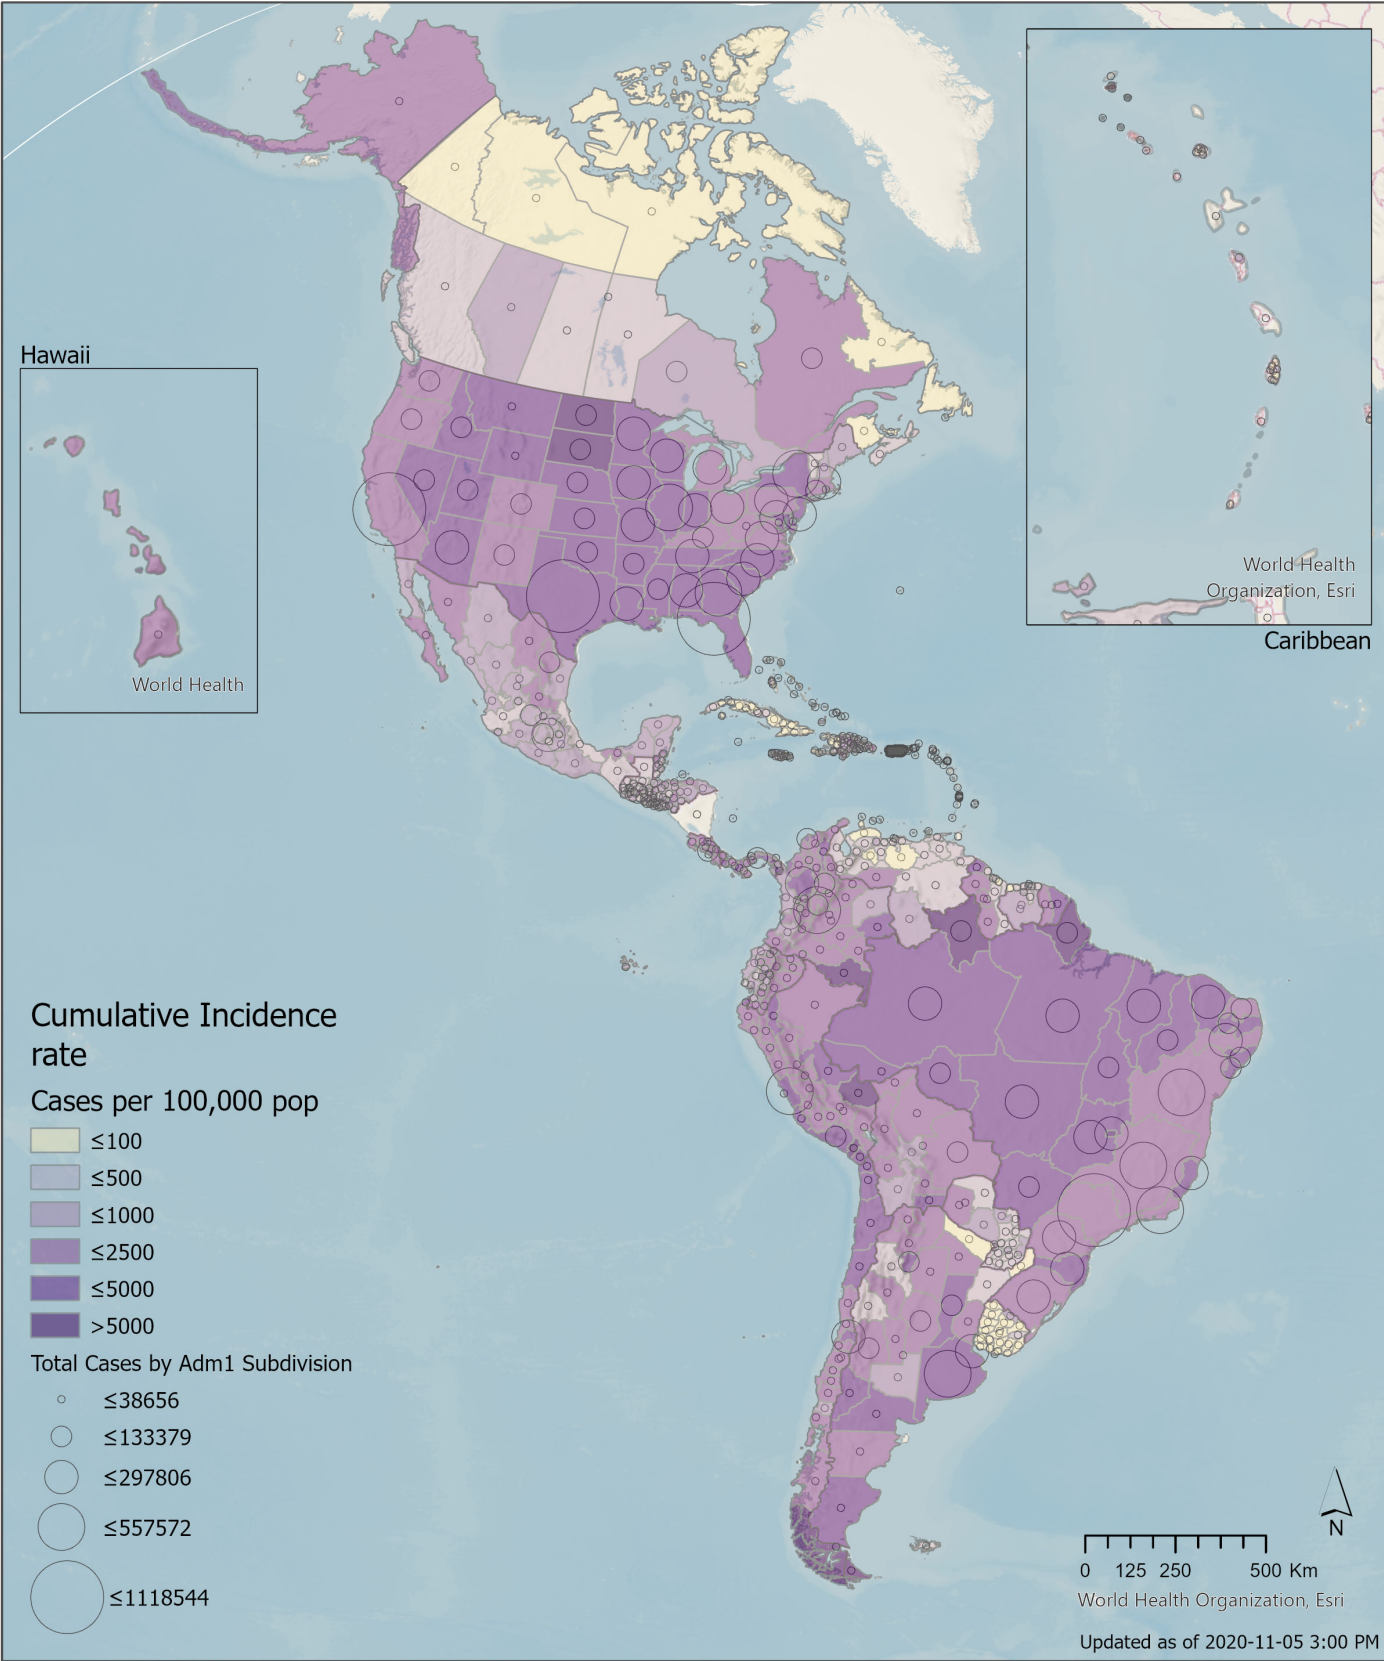 Hawaii
World Health
World Health
Organization, Esri
Caribbean
Cumulative Incidence
rate
Cases per 100,000 pop
≤100
≤500
≤1000
≤2500
≤5000
>5000
Total Cases by Adm1 Subdivision
≤38656
≤133379
≤297806
≤557572
≤1118544
N
0 125 250 500 Km
World Health Organization, Esri
Updated as of 2020-11-05 3:00 PM